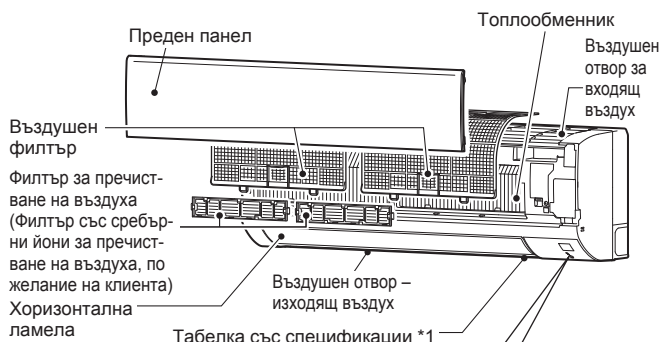 Преден панел
Топлообменник
Въздушен
отвор за
входящ
въздух
Въздушен
филтър
Филтър за пречист-
ване на въздуха
(Филтър със сребър-
ни йони за пречист-
ване на въздуха, по
желание на клиента)
Хоризонтална
ламела
Въздушен отвор –
изходящ въздух
Табелка със спецификации *1